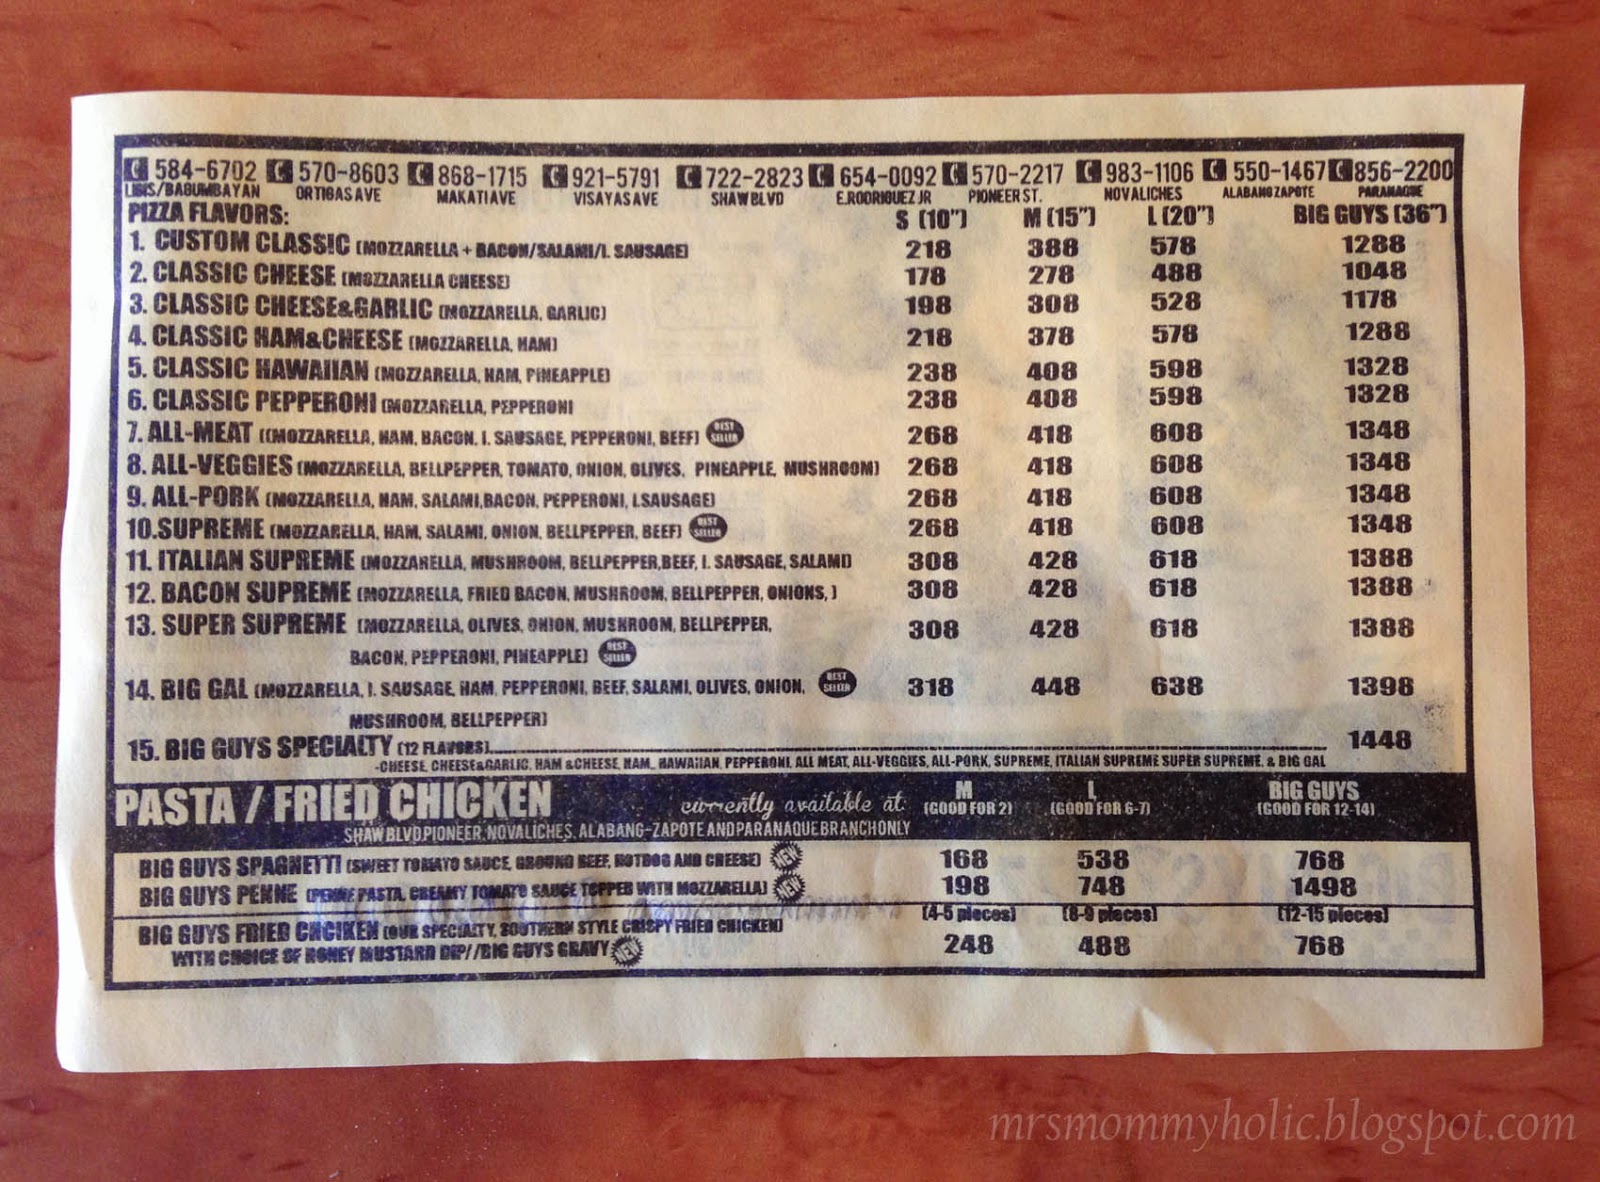 584-6702 570-8603 868-1715 921-5791 722-2823 654-0092 570-2217 983-1106 550-1467 856-2200
LIBIS/BAGUMBAYAN ORTIGAS AVE MAKATI AVE VISAYAS AVE SHAW BLVD E.RODRIGUEZ JR PIONEER ST. NOVALICHES ALABANG ZAPOTE PARANAQUE
PIZZA FLAVORS: S (10") M (15") L (20") BIG GUYS (36")
1. CUSTOM CLASSIC (MOZZARELLA + BACON/SALAMI/I. SAUSAGE) 218 388 578 1288
2. CLASSIC CHEESE (MOZZARELLA CHEESE) 178 278 488 1048
3. CLASSIC CHEESE&GARLIC (MOZZARELLA, GARLIC) 198 308 528 1178
4. CLASSIC HAM&CHEESE (MOZZARELLA, HAM) 218 378 578 1288
5. CLASSIC HAWAIIAN (MOZZARELLA, HAM, PINEAPPLE) 238 408 598 1328
6. CLASSIC PEPPERONI (MOZZARELLA, PEPPERONI 238 408 598 1328
7. ALL-MEAT ((MOZZARELLA, HAM, BACON, I. SAUSAGE, PEPPERONI, BEEF) BEST SELLER 268 418 608 1348
8. ALL-VEGGIES (MOZZARELLA, BELLPEPPER, TOMATO, ONION, OLIVES, PINEAPPLE, MUSHROOM) 268 418 608 1348
9. ALL-PORK (MOZZARELLA, HAM, SALAMI,BACON, PEPPERONI, I.SAUSAGE) 268 418 608 1348
10.SUPREME (MOZZARELLA, HAM, SALAMI, ONION, BELLPEPPER, BEEF) BEST SELLER 268 418 608 1348
11. ITALIAN SUPREME (MOZZARELLA, MUSHROOM, BELLPEPPER,BEEF, I. SAUSAGE, SALAMI) 308 428 618 1388
12. BACON SUPREME (MOZZARELLA, FRIED BACON, MUSHROOM, BELLPEPPER, ONIONS, ) 308 428 618 1388
13. SUPER SUPREME (MOZZARELLA, OLIVES, ONION, MUSHROOM, BELLPEPPER, 308 428 618 1388
BACON, PEPPERONI, PINEAPPLE) BEST SELLER
14. BIG GAL (MOZZARELLA, I. SAUSAGE, HAM, PEPPERONI, BEEF, SALAMI, OLIVES, ONION, BEST SELLER 318 448 638 1398
MUSHROOM, BELLPEPPER)
15. BIG GUYS SPECIALTY (12 FLAVORS) 1448
-CHEESE, CHEESE&GARLIC, HAM &CHEESE, HAM,. HAWAIIAN, PEPPERONI, ALL MEAT, ALL-VEGGIES, ALL-PORK, SUPREME, ITALIAN SUPREME SUPER SUPREME, & BIG GAL
PASTA / FRIED CHICKEN currently available at: M L BIG GUYS
(GOOD FOR 2) (GOOD FOR 6-7) (GOOD FOR 12-14)
SHAW BLVD,PIONEER,NOVALICHES, ALABANG-ZAPOTE AND PARANAQUE BRANCH ONLY
BIG GUYS SPAGHETTI (SWEET TOMATO SAUCE, GROUND BEEF, HOTDOG AND CHEESE) NEW 168 538 768
BIG GUYS PENNE (PENNE PASTA, CREAMY TOMATO SAUCE TOPPED WITH MOZZARELLA) NEW 198 748 1498
(4-5 pieces) (8-9 pieces) (12-15 pieces)
BIG GUYS FRIED CHCIKEN (OUR SPECIALTY, SOUTHERN STYLE CRISPY FRIED CHICKEN)
WITH CHOICE OF HONEY MUSTARD DIP//BIG GUYS GRAVY NEW 248 488 768
mrsmommyholic.blogspot.com